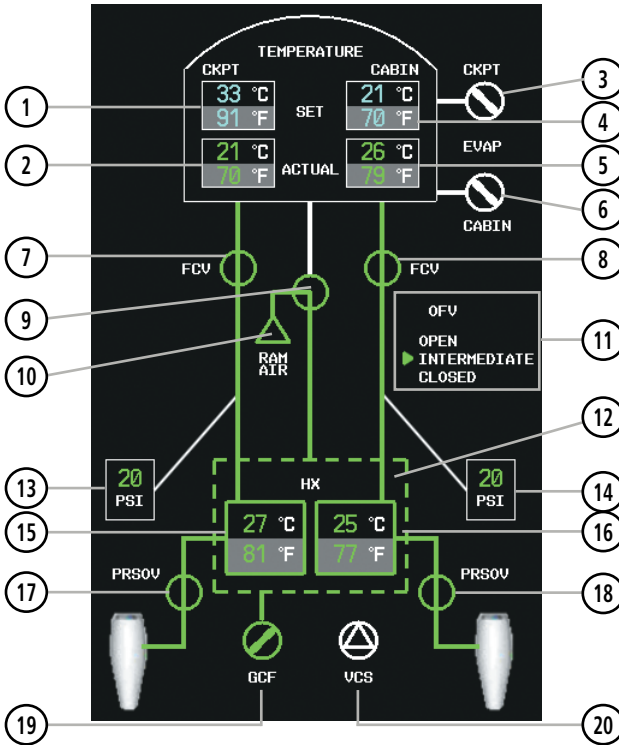 TEMPERATURE
CKPT CABIN CKPT
33 °C SET 21 °C
91 °F 70 °F
EVAP
21 °C ACTUAL 26 °C
70 °F 79 °F
CABIN
FCV FCV
OFV
OPEN
INTERMEDIATE
CLOSED
RAM
AIR
HX
20
PSI
20
PSI
27 °C 25 °C
81 °F 77 °F
PRSOV PRSOV
GCF VCS
1
2
3
4
5
6
7
8
9
10
11
12
13
14
15
16
17
18
19
20